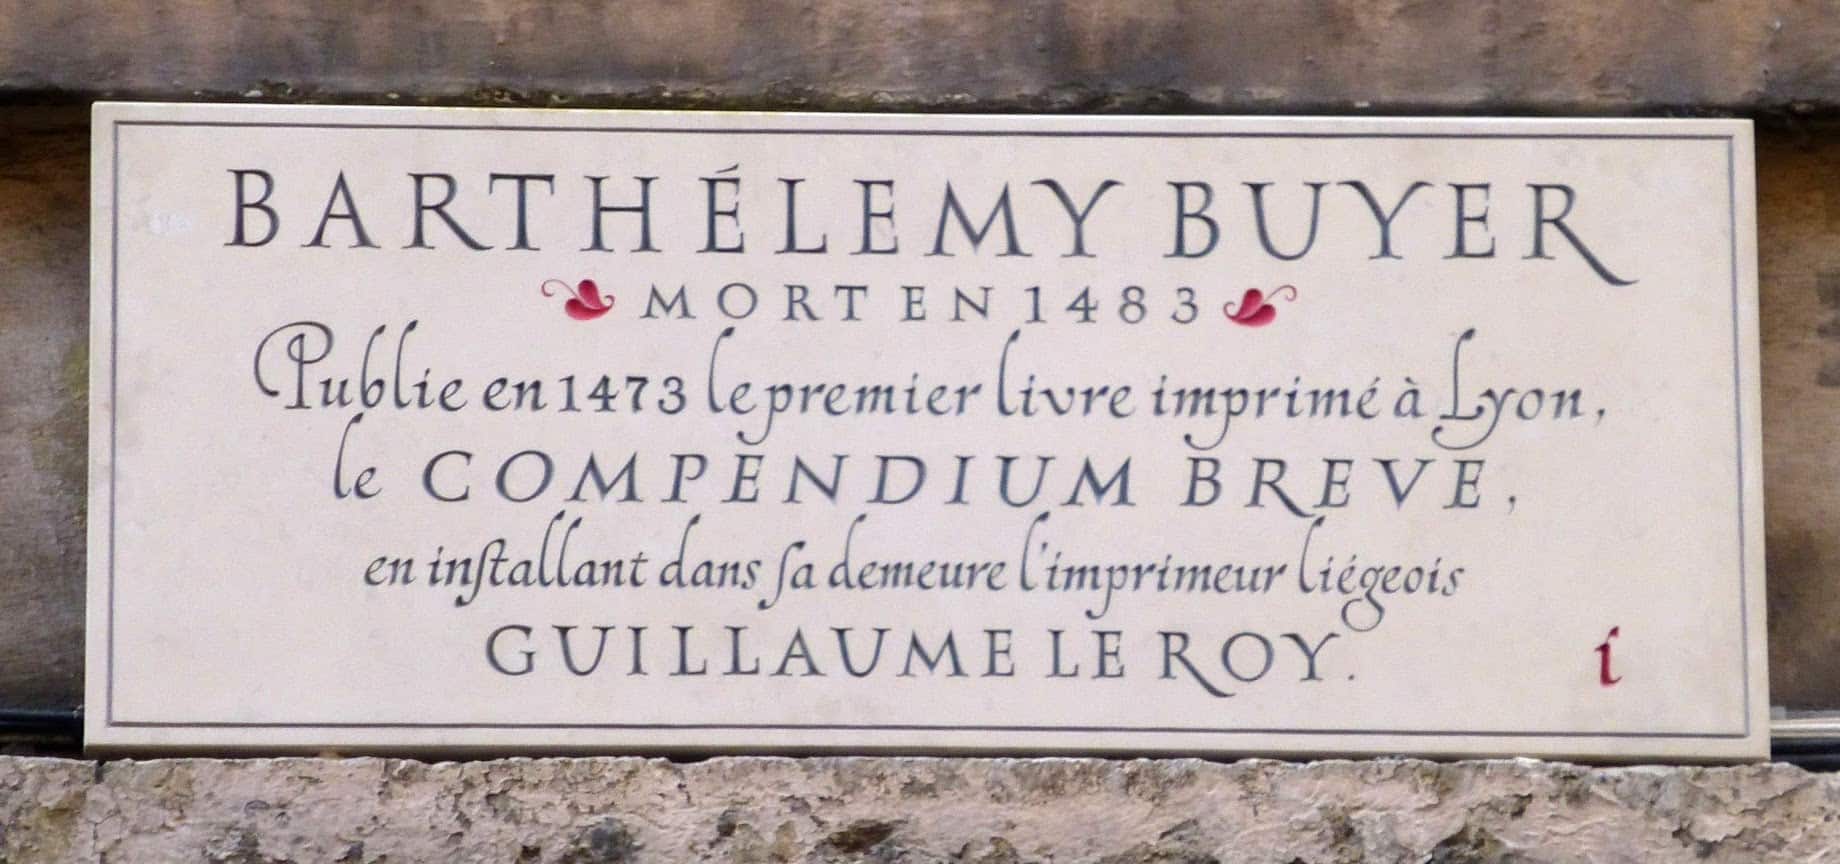 BARTHÉLEMY BUYER
MORT EN 1483
Publie en 1473 le premier livre imprimé à Lyon,
le COMPENDIUM BREVE,
en inſtallant dans ſa demeure l'imprimeur liégeois
GUILLAUME LE ROY.
i